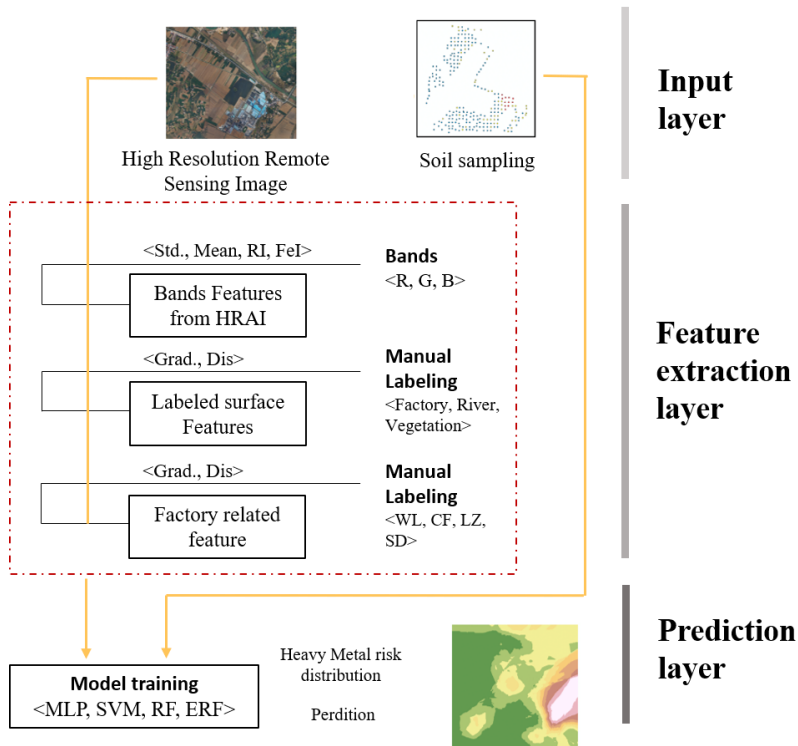 High Resolution Remote
Sensing Image
Soil sampling
Input
layer
<Std., Mean, RI, FeI>
Bands Features
from HRAI
Bands
<R, G, B>
<Grad., Dis>
Labeled surface
Features
Manual
Labeling
<Factory, River,
Vegetation>
<Grad., Dis>
Factory related
feature
Manual
Labeling
<WL, CF, LZ,
SD>
Feature
extraction
layer
Model training
<MLP, SVM, RF, ERF>
Heavy Metal risk
distribution
Perdition
Prediction
layer